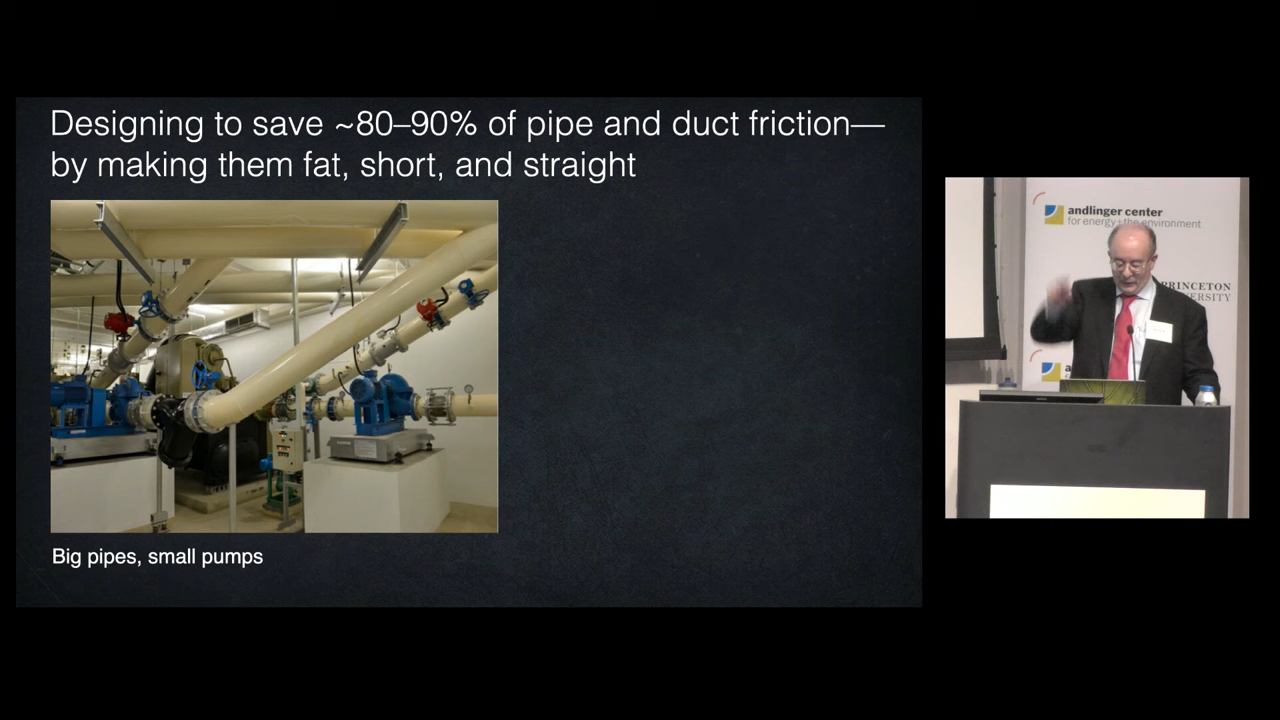 Designing to save ~80–90% of pipe and duct friction—
by making them fat, short, and straight
Big pipes, small pumps
andlinger center
for energy+the environment
PRINCETON
ERSITY
a